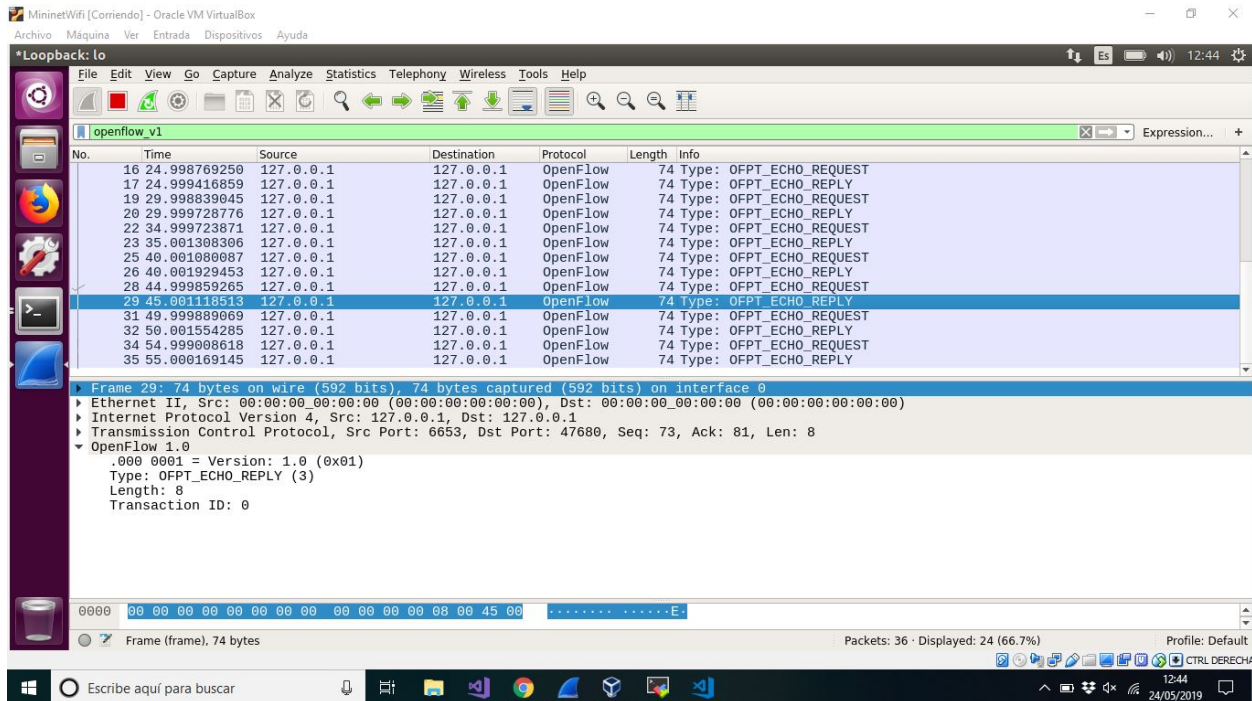 MininetWifi [Corriendo] - Oracle VM VirtualBox
Archivo Máquina Ver Entrada Dispositivos Ayuda
*Loopback: lo Es 12:44
File Edit View Go Capture Analyze Statistics Telephony Wireless Tools Help
openflow_v1 Expression... +
No. Time Source Destination Protocol Length Info
16 24.998769250 127.0.0.1 127.0.0.1 OpenFlow 74 Type: OFPT_ECHO_REQUEST
17 24.999416859 127.0.0.1 127.0.0.1 OpenFlow 74 Type: OFPT_ECHO_REPLY
19 29.998839045 127.0.0.1 127.0.0.1 OpenFlow 74 Type: OFPT_ECHO_REQUEST
20 29.999728776 127.0.0.1 127.0.0.1 OpenFlow 74 Type: OFPT_ECHO_REPLY
22 34.999723871 127.0.0.1 127.0.0.1 OpenFlow 74 Type: OFPT_ECHO_REQUEST
23 35.001308306 127.0.0.1 127.0.0.1 OpenFlow 74 Type: OFPT_ECHO_REPLY
25 40.001080087 127.0.0.1 127.0.0.1 OpenFlow 74 Type: OFPT_ECHO_REQUEST
26 40.001929453 127.0.0.1 127.0.0.1 OpenFlow 74 Type: OFPT_ECHO_REPLY
28 44.999859265 127.0.0.1 127.0.0.1 OpenFlow 74 Type: OFPT_ECHO_REQUEST
29 45.001118513 127.0.0.1 127.0.0.1 OpenFlow 74 Type: OFPT_ECHO_REPLY
31 49.999889069 127.0.0.1 127.0.0.1 OpenFlow 74 Type: OFPT_ECHO_REQUEST
32 50.001554285 127.0.0.1 127.0.0.1 OpenFlow 74 Type: OFPT_ECHO_REPLY
34 54.999008618 127.0.0.1 127.0.0.1 OpenFlow 74 Type: OFPT_ECHO_REQUEST
35 55.000169145 127.0.0.1 127.0.0.1 OpenFlow 74 Type: OFPT_ECHO_REPLY
Frame 29: 74 bytes on wire (592 bits), 74 bytes captured (592 bits) on interface 0
Ethernet II, Src: 00:00:00_00:00:00 (00:00:00:00:00:00), Dst: 00:00:00_00:00:00 (00:00:00:00:00:00)
Internet Protocol Version 4, Src: 127.0.0.1, Dst: 127.0.0.1
Transmission Control Protocol, Src Port: 6653, Dst Port: 47680, Seq: 73, Ack: 81, Len: 8
OpenFlow 1.0
.000 0001 = Version: 1.0 (0x01)
Type: OFPT_ECHO_REPLY (3)
Length: 8
Transaction ID: 0
0000 00 00 00 00 00 00 00 00 00 00 00 00 08 00 45 00 ........ ......E.
Frame (frame), 74 bytes Packets: 36 · Displayed: 24 (66.7%) Profile: Default
CTRL DERECHA
Escribe aquí para buscar 12:44
24/05/2019